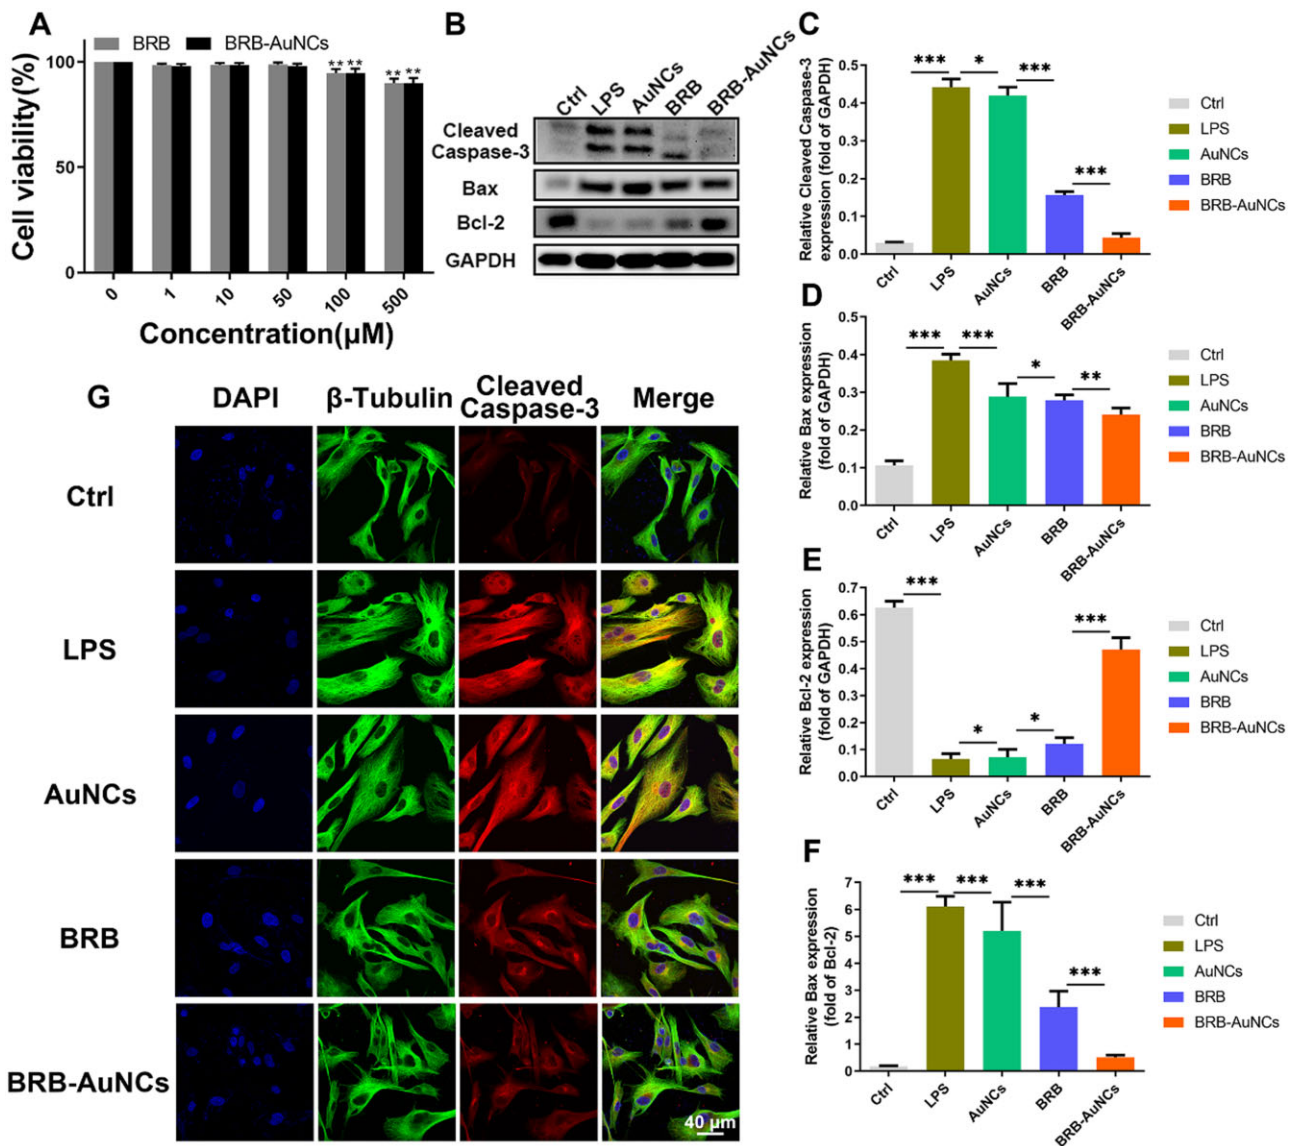 A
BRB
BRB-AuNCs
Cell viability(%)
100
50
0
** **
** **
0
1
10
50
100
500
Concentration(μM)
B
Ctrl
LPS
AuNCs
BRB
BRB-AuNCs
Cleaved
Caspase-3
Bax
Bcl-2
GAPDH
C
Relative Cleaved Caspase-3
expression (fold of GAPDH)
0.5
0.4
0.3
0.2
0.1
0.0
***
*
***
***
Ctrl
LPS
AuNCs
BRB
BRB-AuNCs
Ctrl
LPS
AuNCs
BRB
BRB-AuNCs
D
Relative Bax expression
(fold of GAPDH)
0.5
0.4
0.3
0.2
0.1
0.0
***
***
*
**
Ctrl
LPS
AuNCs
BRB
BRB-AuNCs
Ctrl
LPS
AuNCs
BRB
BRB-AuNCs
E
Relative Bcl-2 expression
(fold of GAPDH)
0.7
0.6
0.5
0.4
0.3
0.2
0.1
0.0
***
*
*
***
Ctrl
LPS
AuNCs
BRB
BRB-AuNCs
Ctrl
LPS
AuNCs
BRB
BRB-AuNCs
F
Relative Bax expression
(fold of Bcl-2)
7
6
5
4
3
2
1
0
***
***
***
***
Ctrl
LPS
AuNCs
BRB
BRB-AuNCs
Ctrl
LPS
AuNCs
BRB
BRB-AuNCs
G
DAPI
β-Tubulin
Cleaved
Caspase-3
Merge
Ctrl
LPS
AuNCs
BRB
BRB-AuNCs
40 μm